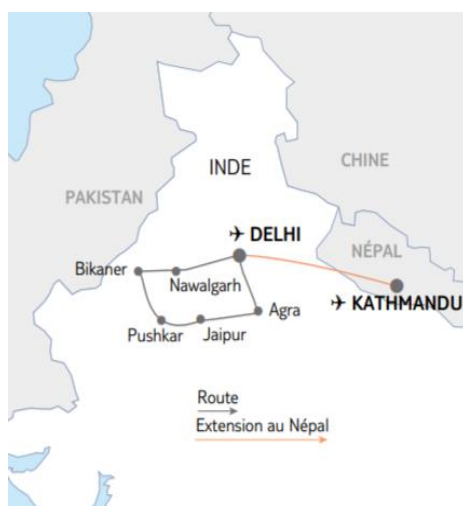 INDE
CHINE
PAKISTAN
✈ DELHI
NÉPAL
Bikaner
Nawalgarh
✈ KATHMANDU
Agra
Pushkar
Jaipur
Route
Extension au Népal